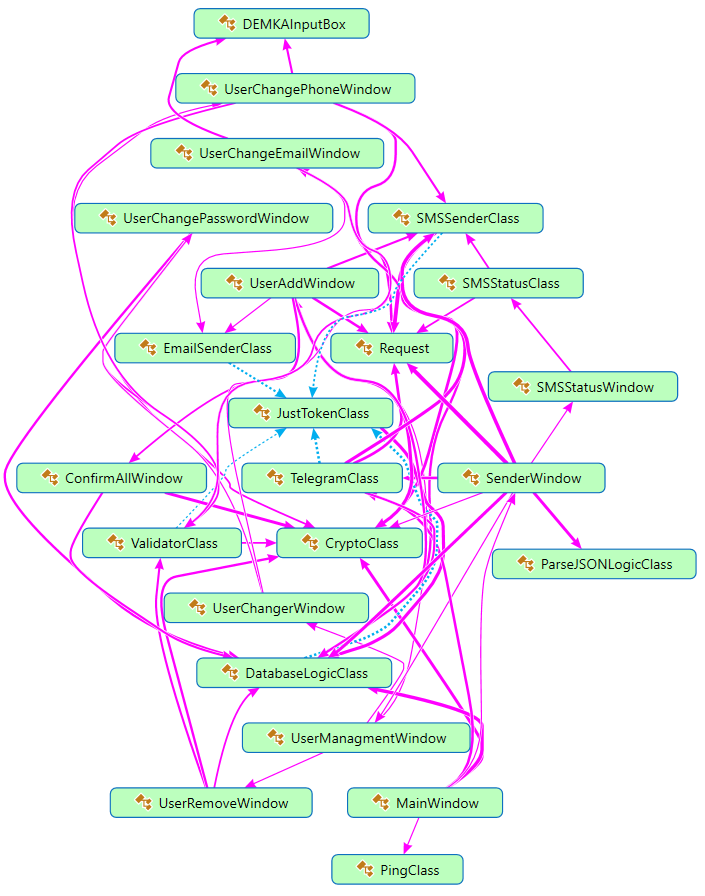 DEMKAInputBox
UserChangePhoneWindow
UserChangeEmailWindow
UserChangePasswordWindow
SMSSenderClass
UserAddWindow
SMSStatusClass
EmailSenderClass
Request
SMSStatusWindow
JustTokenClass
ConfirmAllWindow
TelegramClass
SenderWindow
ValidatorClass
CryptoClass
ParseJSONLogicClass
UserChangerWindow
DatabaseLogicClass
UserManagmentWindow
UserRemoveWindow
MainWindow
PingClass